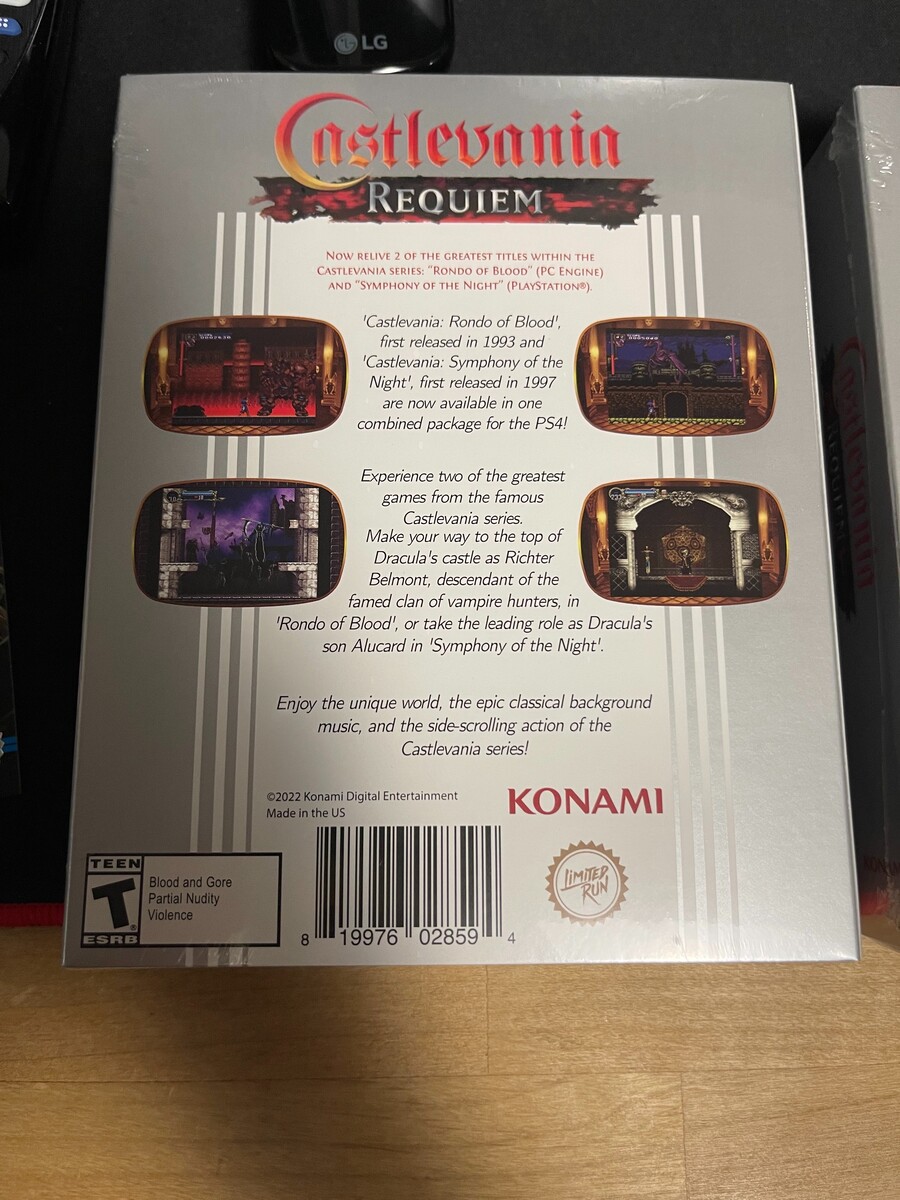 LG
Castlevania
REQUIEM
NOW RELIVE 2 OF THE GREATEST TITLES WITHIN THE
CASTLEVANIA SERIES: "RONDO OF BLOOD" (PC ENGINE)
AND "SYMPHONY OF THE NIGHT" (PLAYSTATION®).
'Castlevania: Rondo of Blood',
first released in 1993 and
'Castlevania: Symphony of the
Night', first released in 1997
are now available in one
combined package for the PS4!
Experience two of the greatest
games from the famous
Castlevania series.
Make your way to the top of
Dracula's castle as Richter
Belmont, descendant of the
famed clan of vampire hunters, in
'Rondo of Blood', or take the leading role as Dracula's
son Alucard in 'Symphony of the Night'.
Enjoy the unique world, the epic classical background
music, and the side-scrolling action of the
Castlevania series!
©2022 Konami Digital Entertainment
Made in the US
KONAMI
TEEN
T
®
ESRB
Blood and Gore
Partial Nudity
Violence
8 19976 02859 4
LIMITED
RUN
Castlevania
REQUIEM